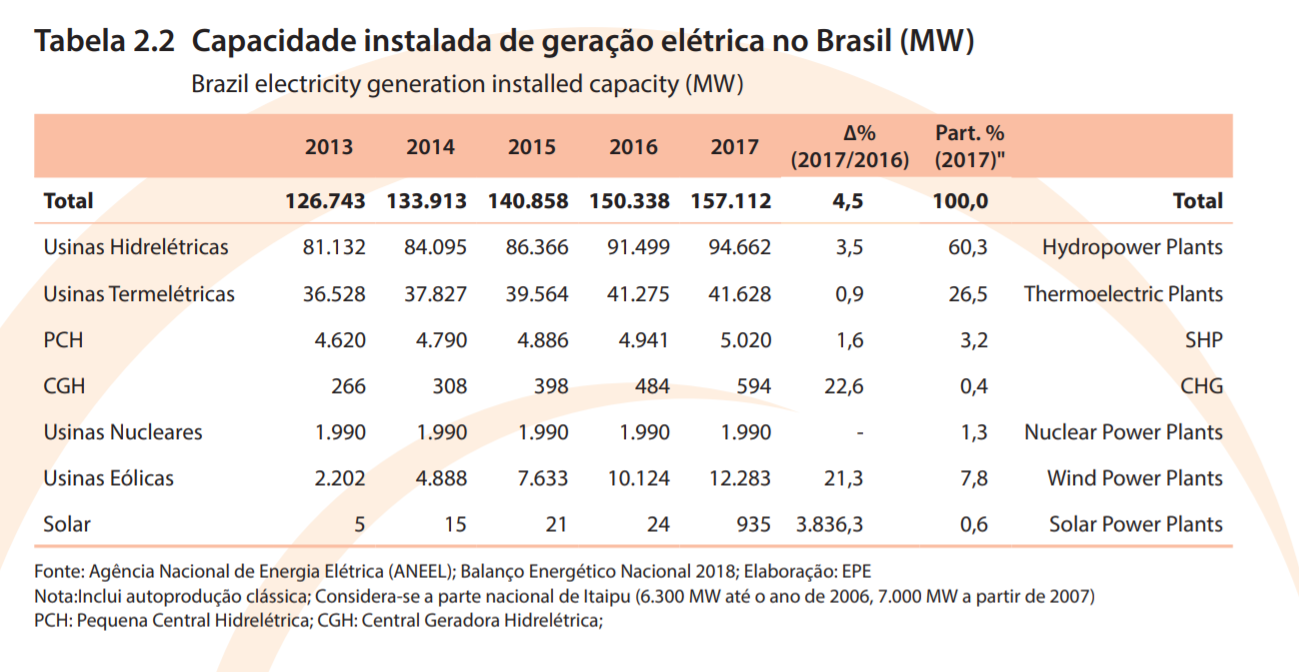 Tabela 2.2 Capacidade instalada de geração elétrica no Brasil (MW)
Brazil electricity generation installed capacity (MW)
2013 2014 2015 2016 2017 Δ% (2017/2016) Part. % (2017)"
Total 126.743 133.913 140.858 150.338 157.112 4,5 100,0 Total
Usinas Hidrelétricas 81.132 84.095 86.366 91.499 94.662 3,5 60,3 Hydropower Plants
Usinas Termelétricas 36.528 37.827 39.564 41.275 41.628 0,9 26,5 Thermoelectric Plants
PCH 4.620 4.790 4.886 4.941 5.020 1,6 3,2 SHP
CGH 266 308 398 484 594 22,6 0,4 CHG
Usinas Nucleares 1.990 1.990 1.990 1.990 1.990 - 1,3 Nuclear Power Plants
Usinas Eólicas 2.202 4.888 7.633 10.124 12.283 21,3 7,8 Wind Power Plants
Solar 5 15 21 24 935 3.836,3 0,6 Solar Power Plants
Fonte: Agência Nacional de Energia Elétrica (ANEEL); Balanço Energético Nacional 2018; Elaboração: EPE
Nota:Inclui autoprodução clássica; Considera-se a parte nacional de Itaipu (6.300 MW até o ano de 2006, 7.000 MW a partir de 2007)
PCH: Pequena Central Hidrelétrica; CGH: Central Geradora Hidrelétrica;